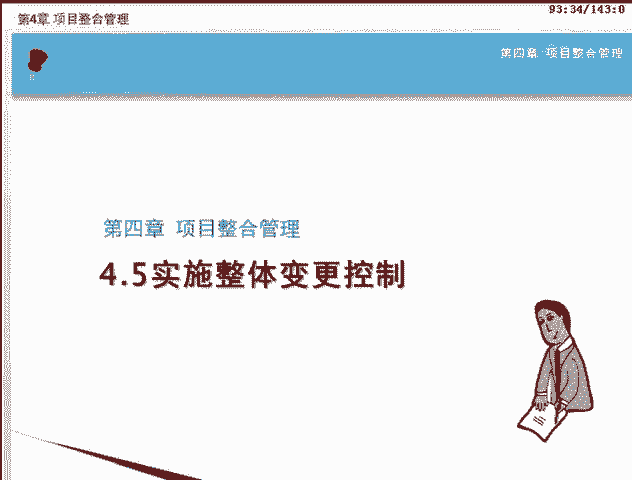 第4章 项目整合管理
93:34/143:0
第四章 项目整合管理
第四章 项目整合管理
4.5实施整体变更控制